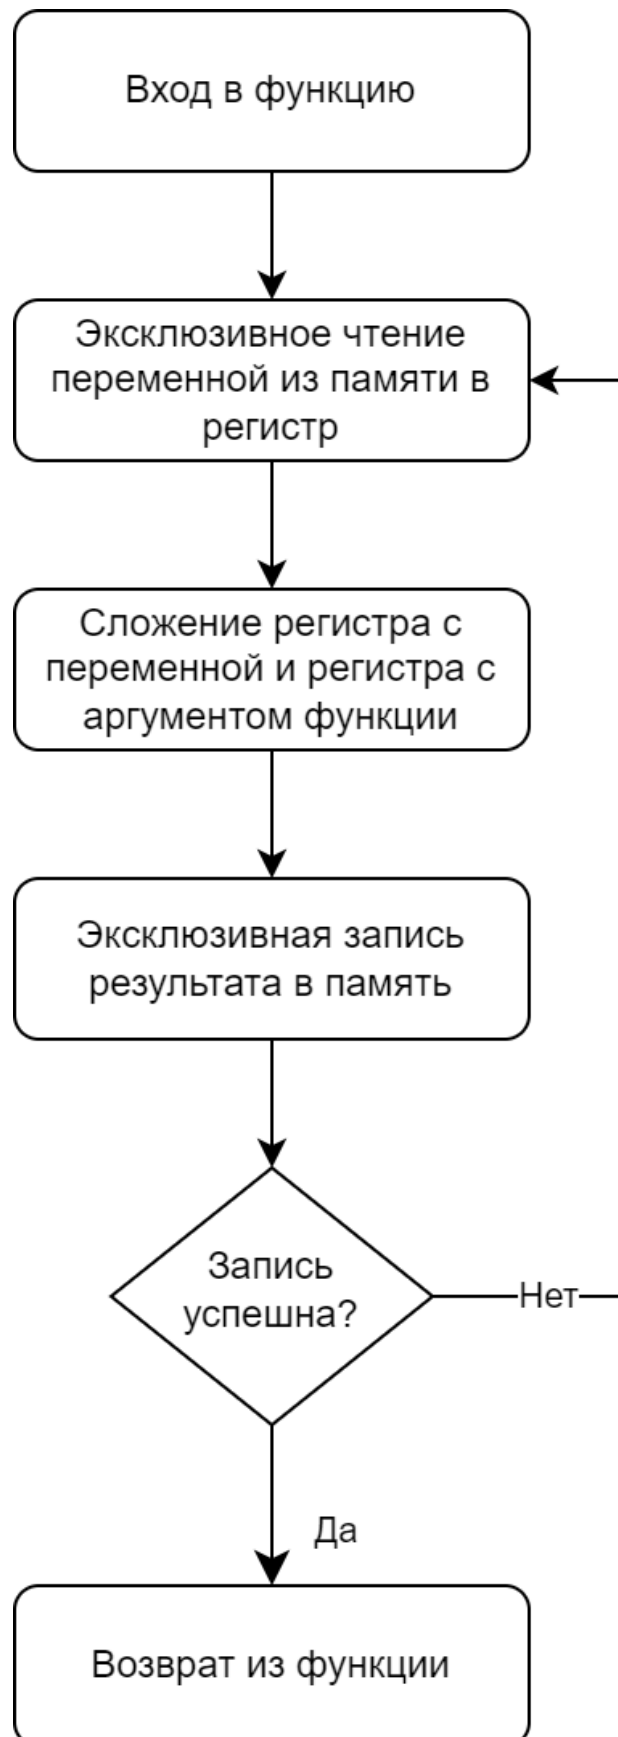 Вход в функцию
Эксклюзивное чтение
переменной из памяти в
регистр
Сложение регистра с
переменной и регистра с
аргументом функции
Эксклюзивная запись
результата в память
Запись
успешна?
Нет
Да
Возврат из функции